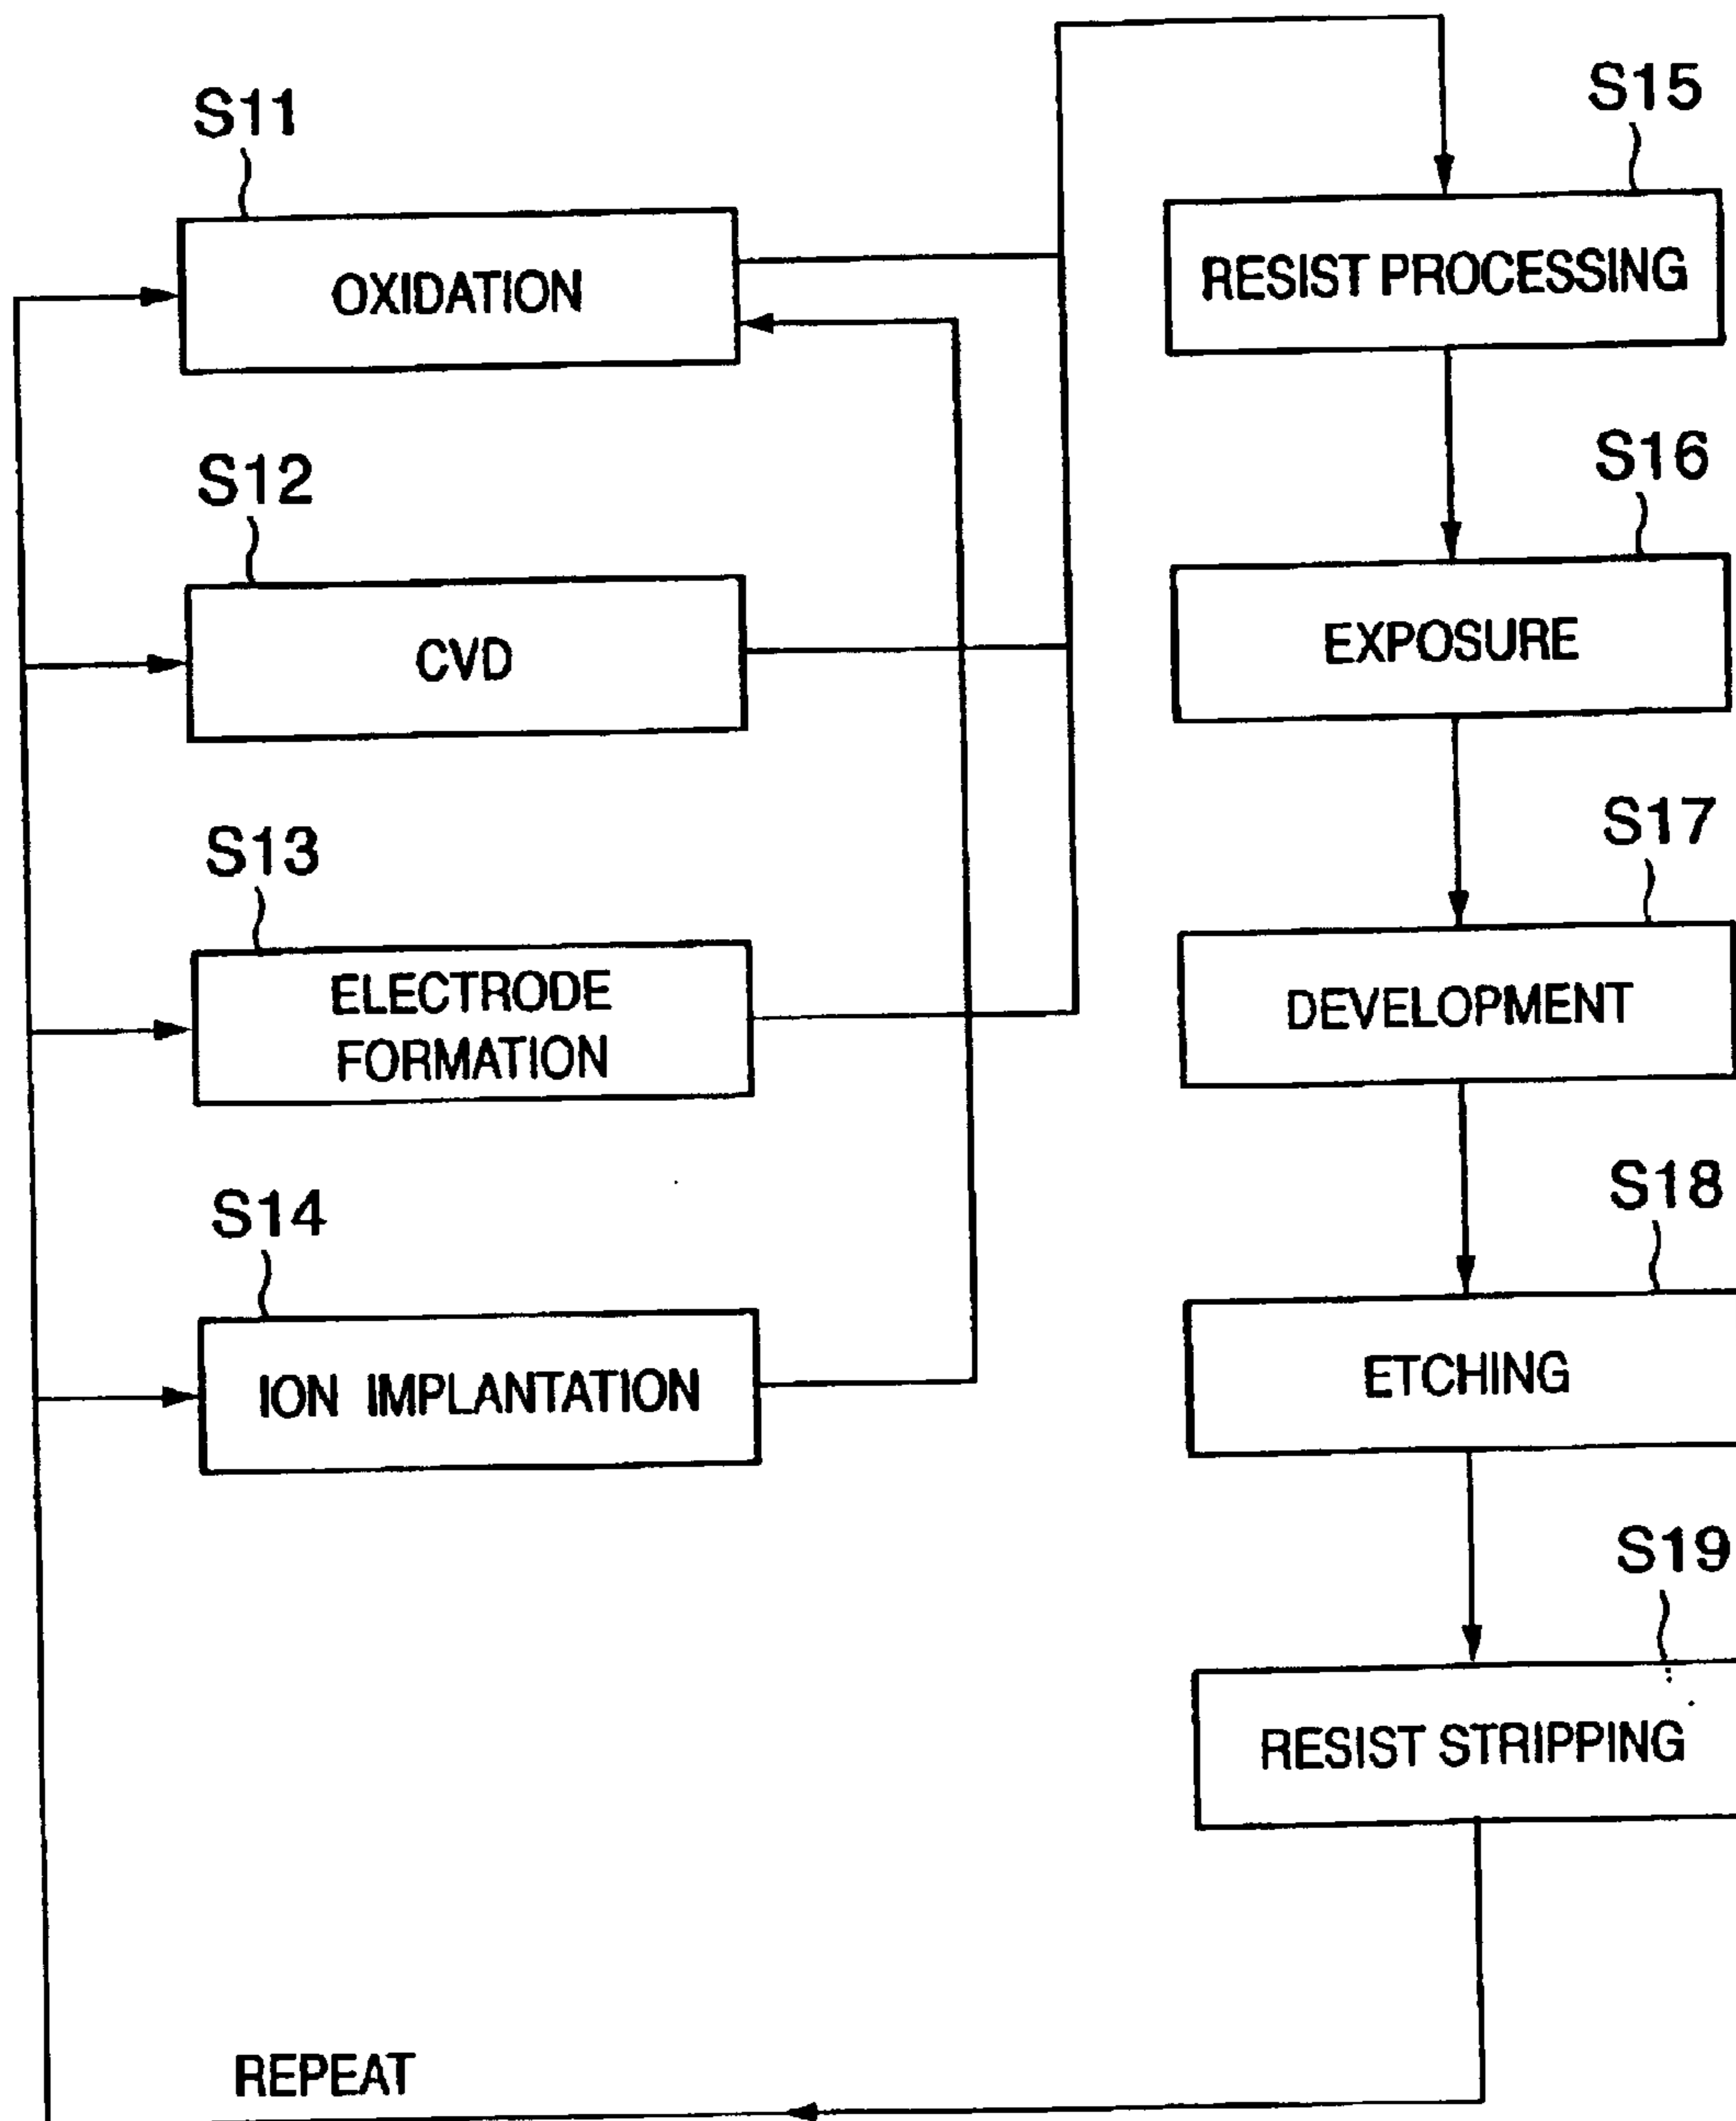 S11
OXIDATION
S12
CVD
S13
ELECTRODE
FORMATION
S14
ION IMPLANTATION
S15
RESIST PROCESSING
S16
EXPOSURE
S17
DEVELOPMENT
S18
ETCHING
S19
RESIST STRIPPING
REPEAT